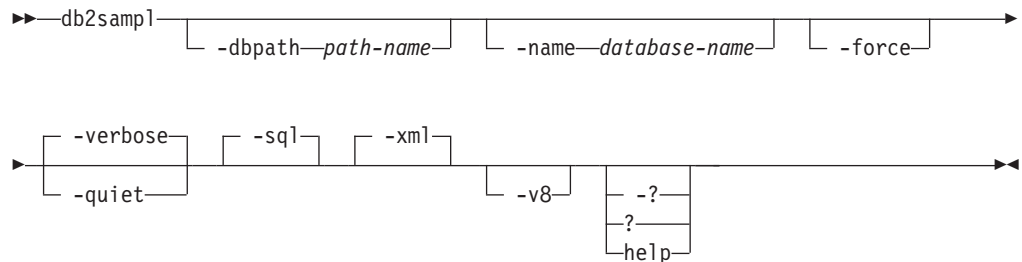 db2sampl
-dbpath path-name -name database-name -force
-verbose -sql -xml
-quiet -v8 -?
?
help